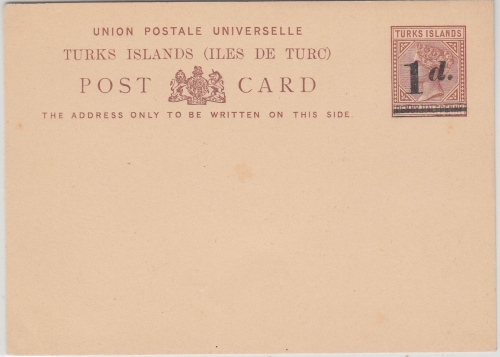 UNION POSTALE UNIVERSELLE
TURKS ISLANDS (ILES DE TURC)
POST CARD
THE ADDRESS ONLY TO BE WRITTEN ON THIS SIDE.
TURKS ISLANDS
1d.